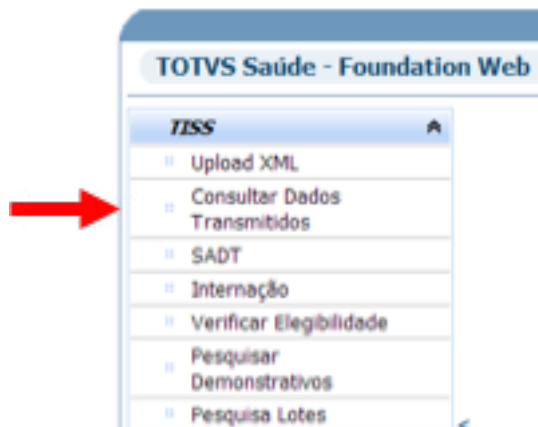 TOTVS Saúde - Foundation Web
TISS
Upload XML
Consultar Dados
Transmitidos
SADT
Internação
Verificar Elegibilidade
Pesquisar
Demonstrativos
Pesquisa Lotes